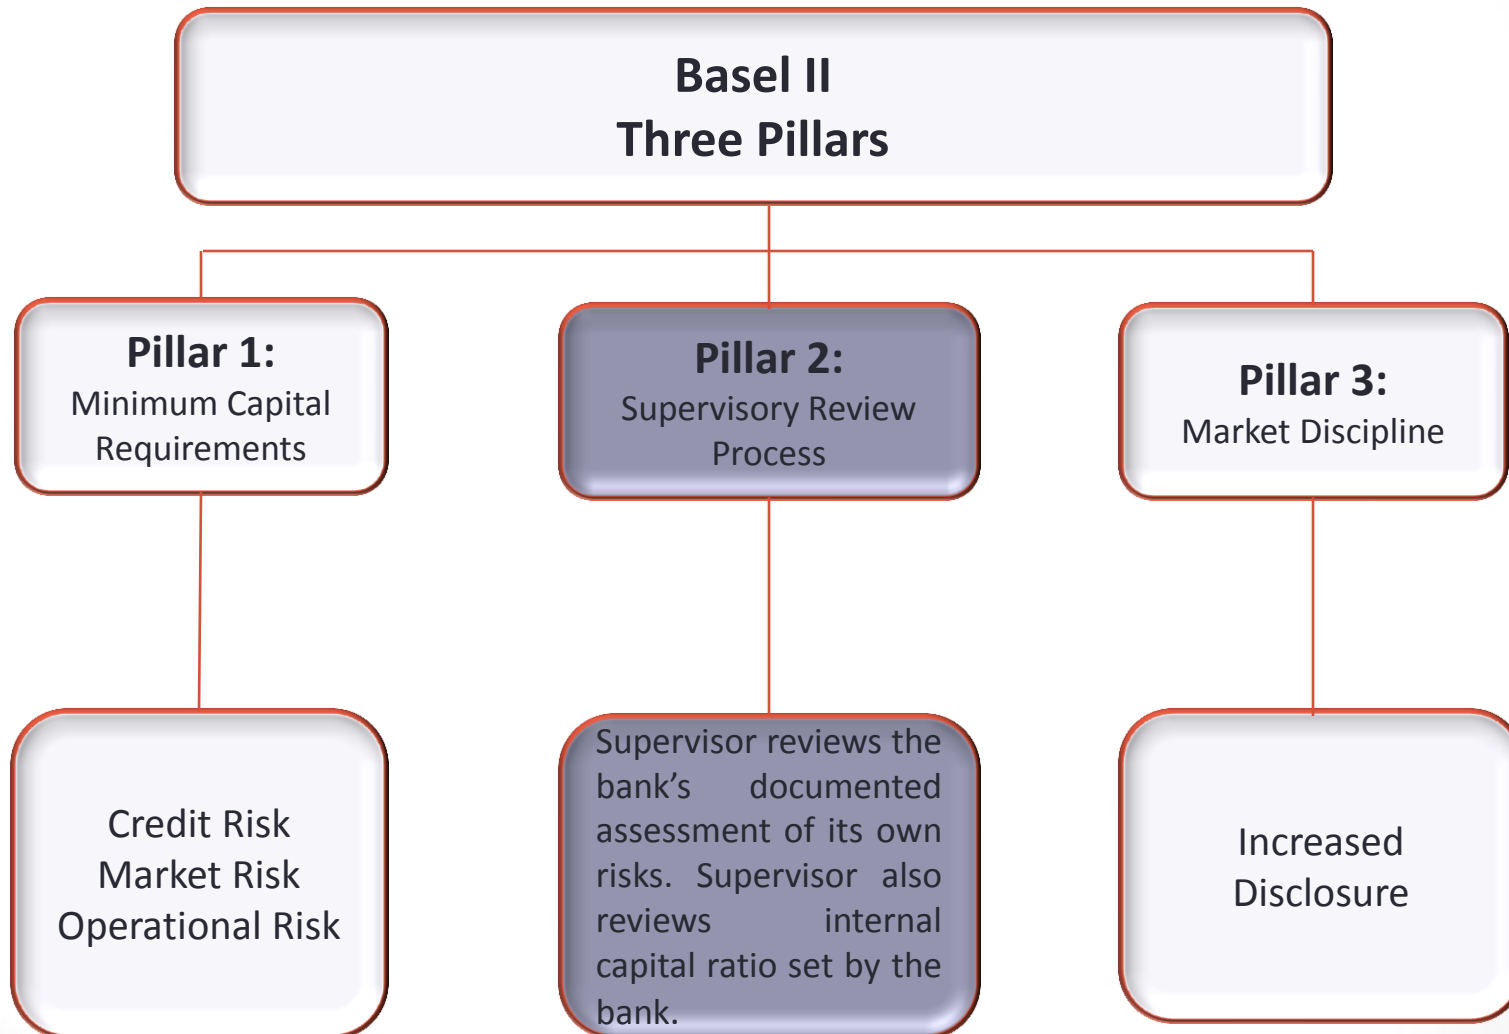 Basel II
Three Pillars
Pillar 1:
Minimum Capital
Requirements
Pillar 2:
Supervisory Review
Process
Pillar 3:
Market Discipline
Credit Risk
Market Risk
Operational Risk
Supervisor reviews the
bank’s documented
assessment of its own
risks. Supervisor also
reviews internal
capital ratio set by the
bank.
Increased
Disclosure